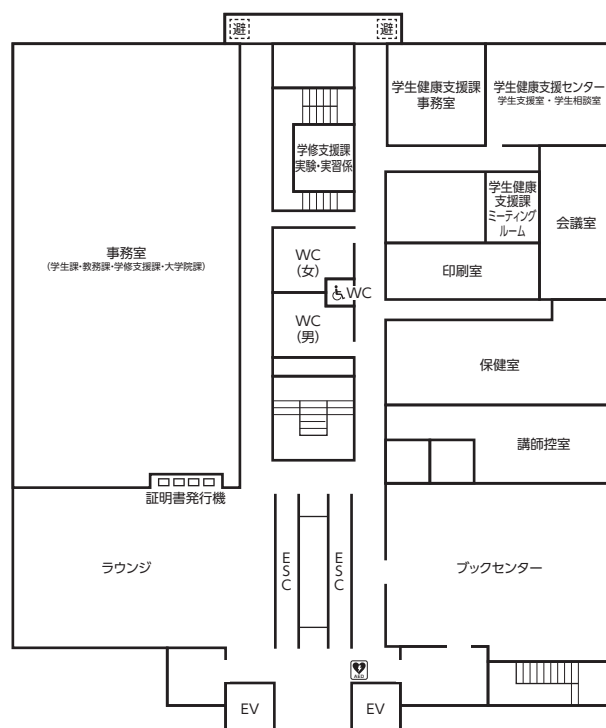 避
避
学生健康支援課
事務室
学生健康支援センター
学生支援室・学生相談室
学修支援課
実験・実習係
学生健康
支援課
ミーティング
ルーム
会議室
事務室
(学生課・教務課・学修支援課・大学院課)
WC
(女)
印刷室
WC
WC
(男)
保健室
講師控室
証明書発行機
ラウンジ
ESC
ESC
ブックセンター
AED
EV
EV